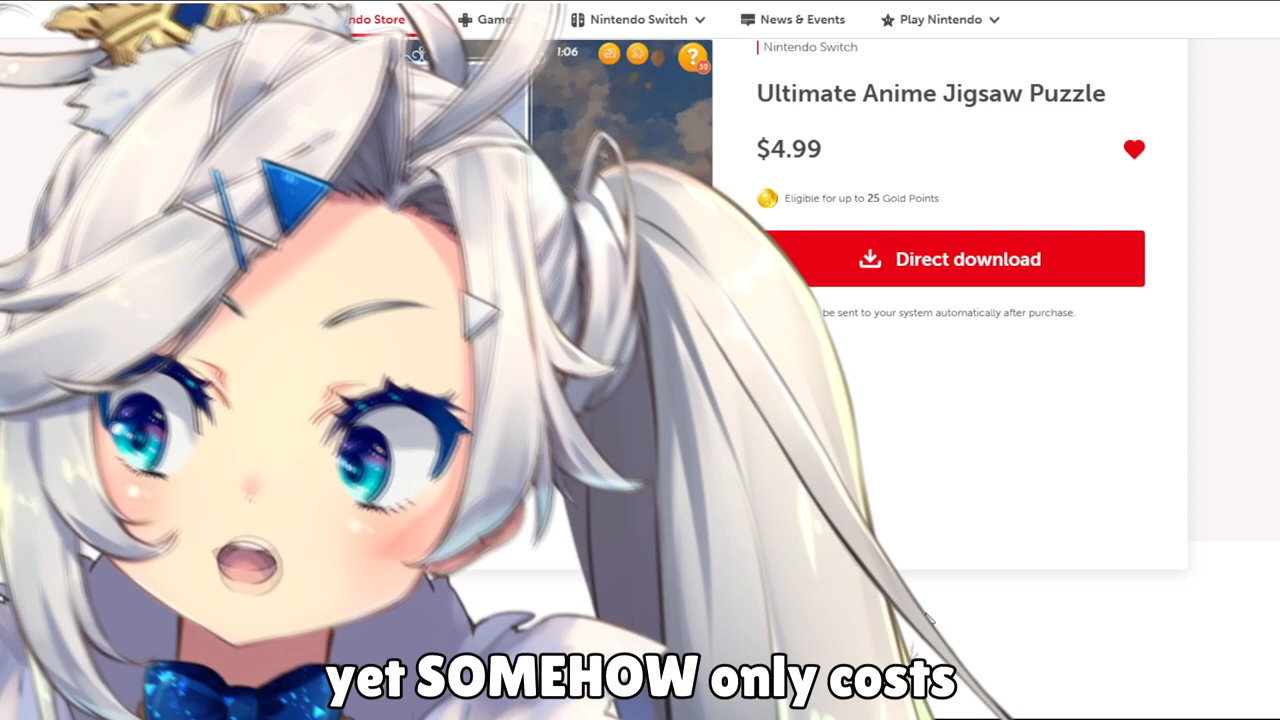 ndo Store
Game
Nintendo Switch
News & Events
Play Nintendo
1:06
?
32
Nintendo Switch
Ultimate Anime Jigsaw Puzzle
$4.99
Eligible for up to 25 Gold Points
Direct download
be sent to your system automatically after purchase.
yet SOMEHOW only costs